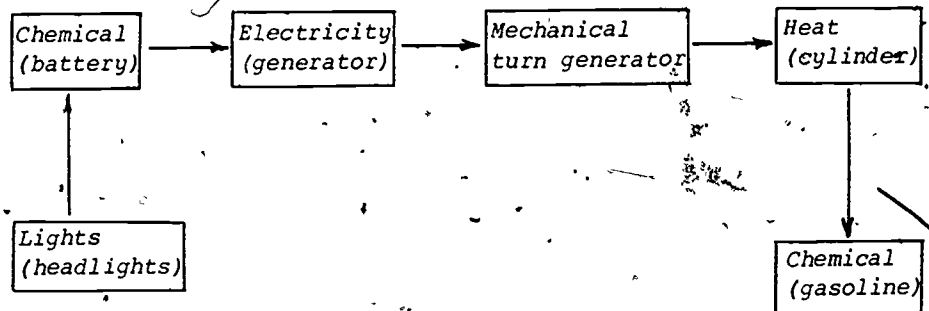 Chemical
(battery)
Electricity
(generator)
Mechanical
turn generator
Heat
(cylinder)
Lights
(headlights)
Chemical
(gasoline)